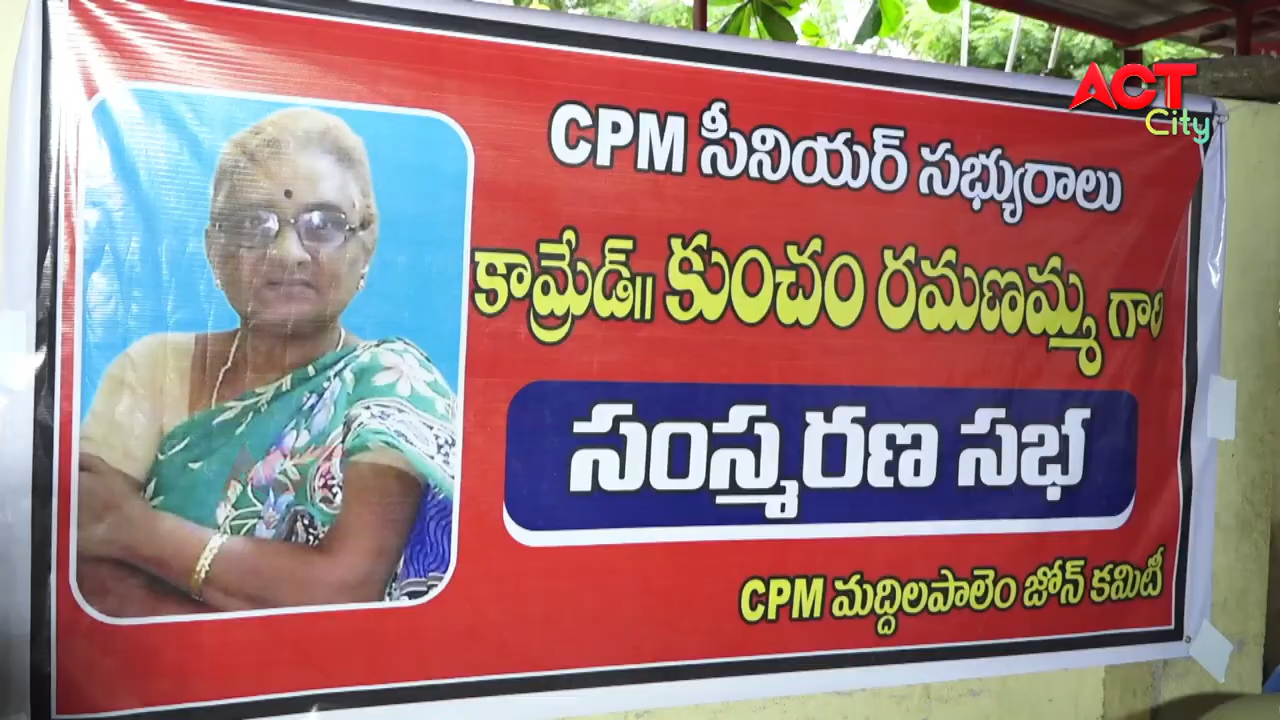 ACT
City
CPM సీనియర్ సభ్యురాలు
కామ్రేడ్॥ కుంచం రమణమ్మ గారి
సంస్మరణ సభ
CPM మద్దిలపాలెం జోన్ కమిటీ